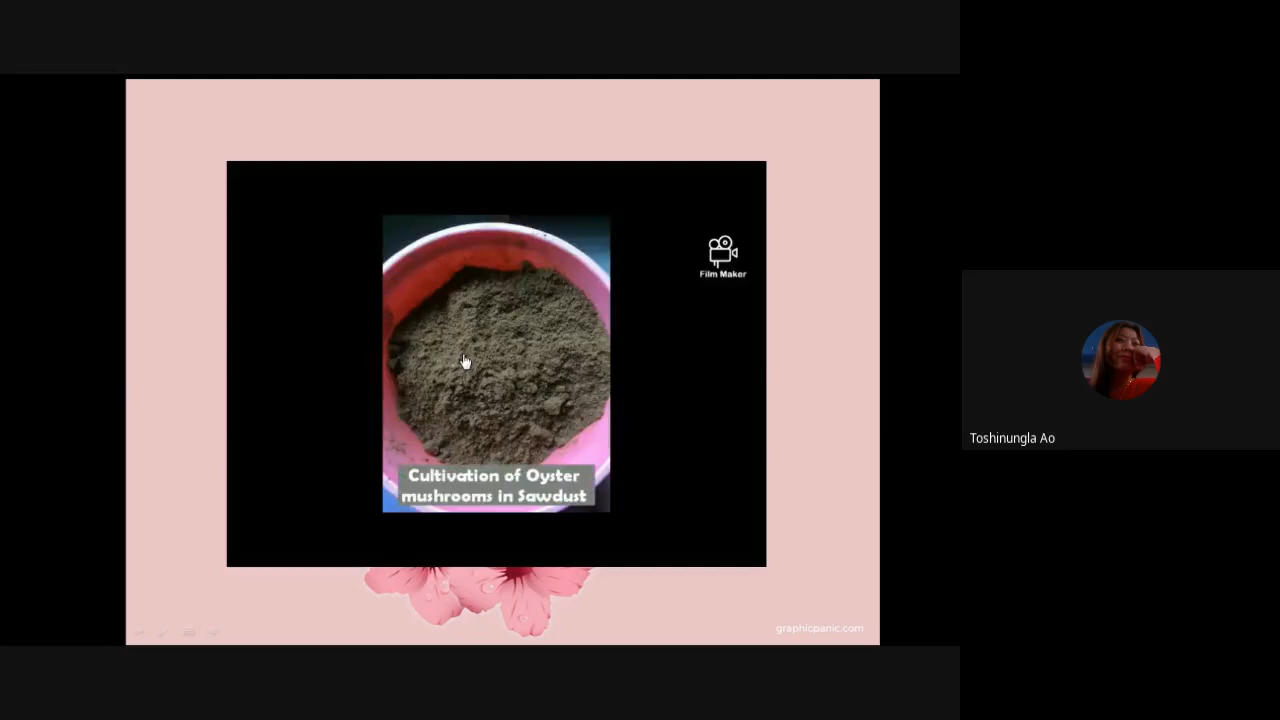 Film Maker
Cultivation of Oyster
mushrooms in Sawdust
Toshinungla Ao
graphicpanic.com